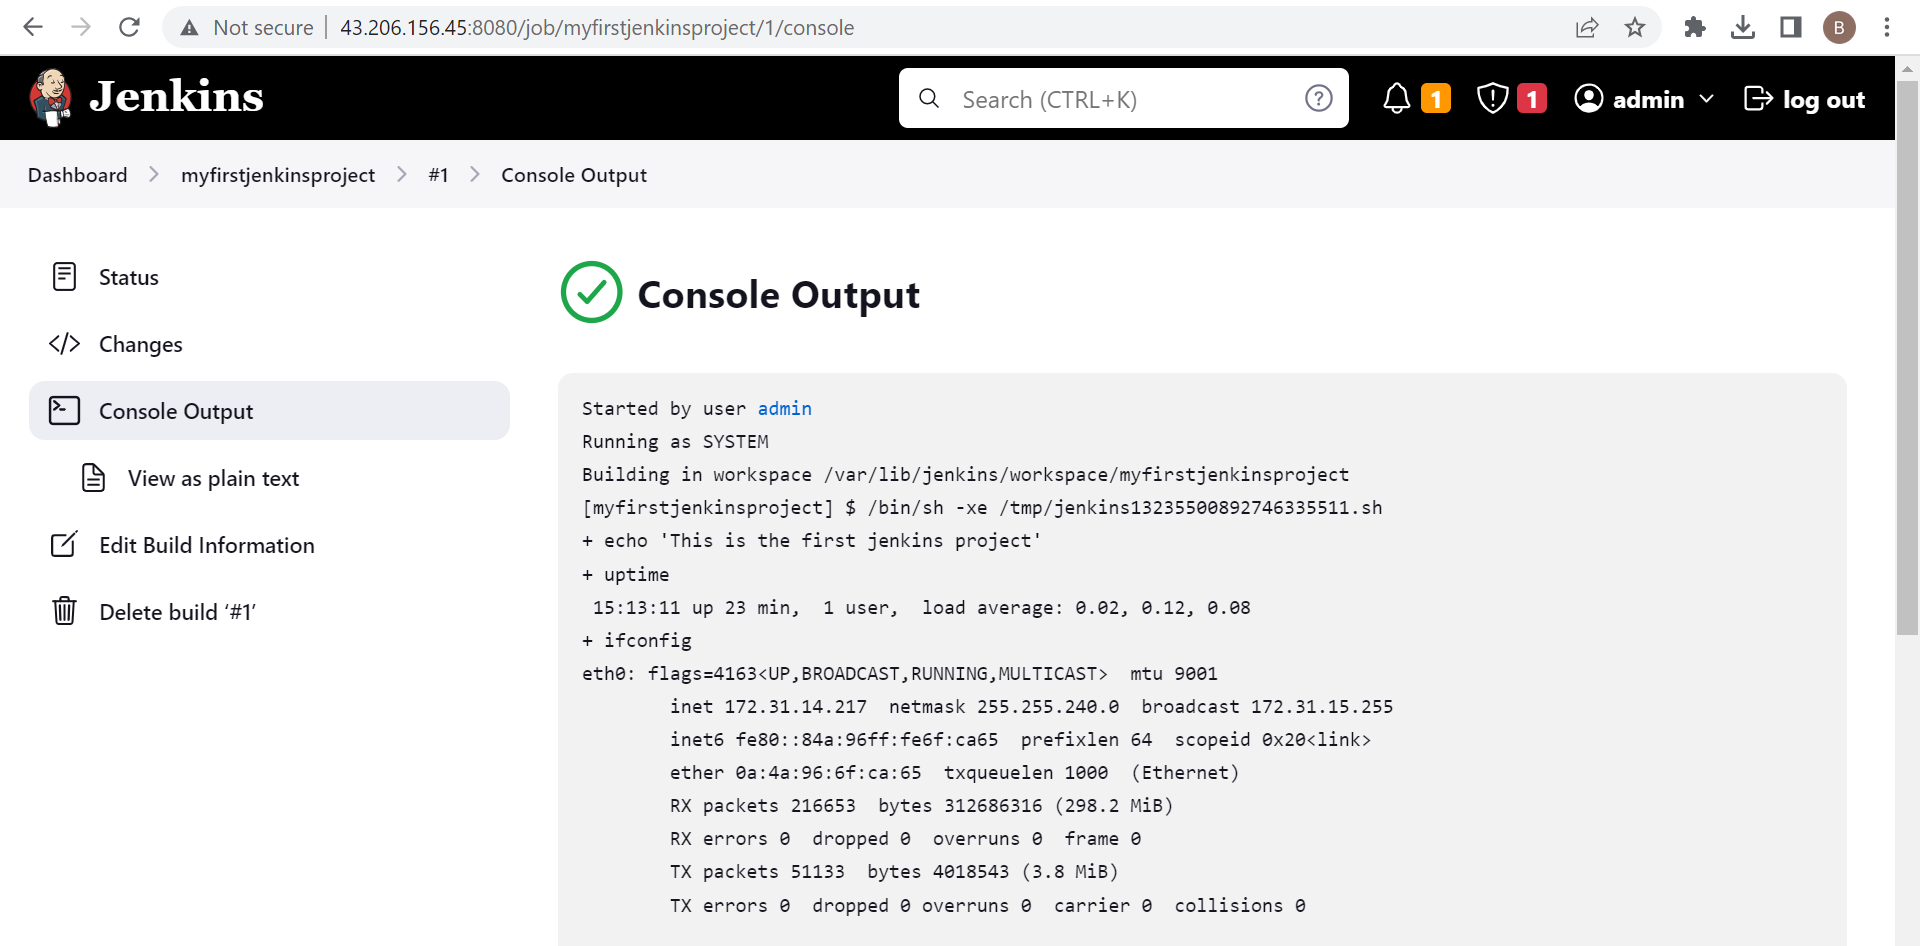 Not secure | 43.206.156.45:8080/job/myfirstjenkinsproject/1/console B
Jenkins Search (CTRL+K) ? 1 1 admin log out
Dashboard > myfirstjenkinsproject > #1 > Console Output
Status
Changes
Console Output
View as plain text
Edit Build Information
Delete build ‘#1’
Console Output
Started by user admin
Running as SYSTEM
Building in workspace /var/lib/jenkins/workspace/myfirstjenkinsproject
[myfirstjenkinsproject] $ /bin/sh -xe /tmp/jenkins13235500892746335511.sh
+ echo 'This is the first jenkins project'
+ uptime
 15:13:11 up 23 min,  1 user,  load average: 0.02, 0.12, 0.08
+ ifconfig
eth0: flags=4163<UP,BROADCAST,RUNNING,MULTICAST>  mtu 9001
        inet 172.31.14.217  netmask 255.255.240.0  broadcast 172.31.15.255
        inet6 fe80::84a:96ff:fe6f:ca65  prefixlen 64  scopeid 0x20<link>
        ether 0a:4a:96:6f:ca:65  txqueuelen 1000  (Ethernet)
        RX packets 216653  bytes 312686316 (298.2 MiB)
        RX errors 0  dropped 0  overruns 0  frame 0
        TX packets 51133  bytes 4018543 (3.8 MiB)
        TX errors 0  dropped 0 overruns 0  carrier 0  collisions 0